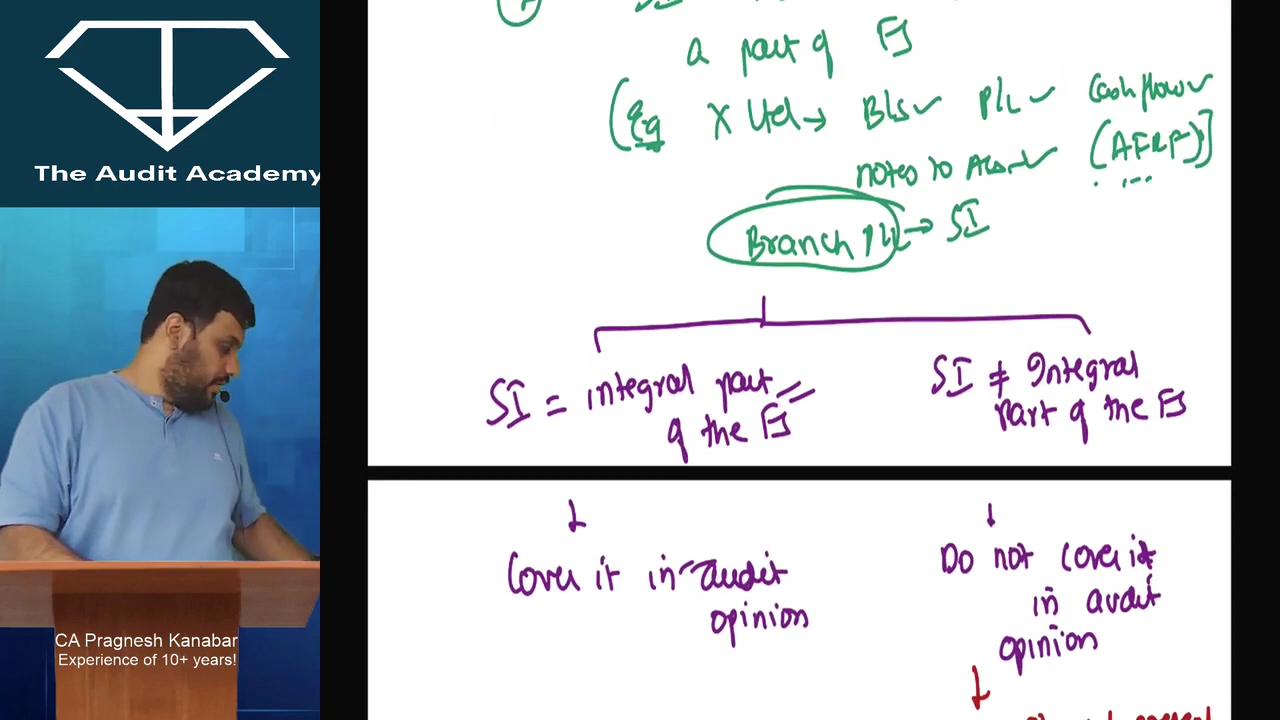 The Audit Academy
CA Pragnesh Kanabar
Experience of 10+ years!
SI
a part of FS
(Eg X Ltd → B/S ✓ P/L ✓ Cash flow ✓
notes to Acc ✓ (AFRF)]
Branch P/L → SI
SI = integral part of the FS
SI ≠ Integral part of the FS
↓
Cover it in audit opinion
↓
Do not cover it in audit opinion
↓